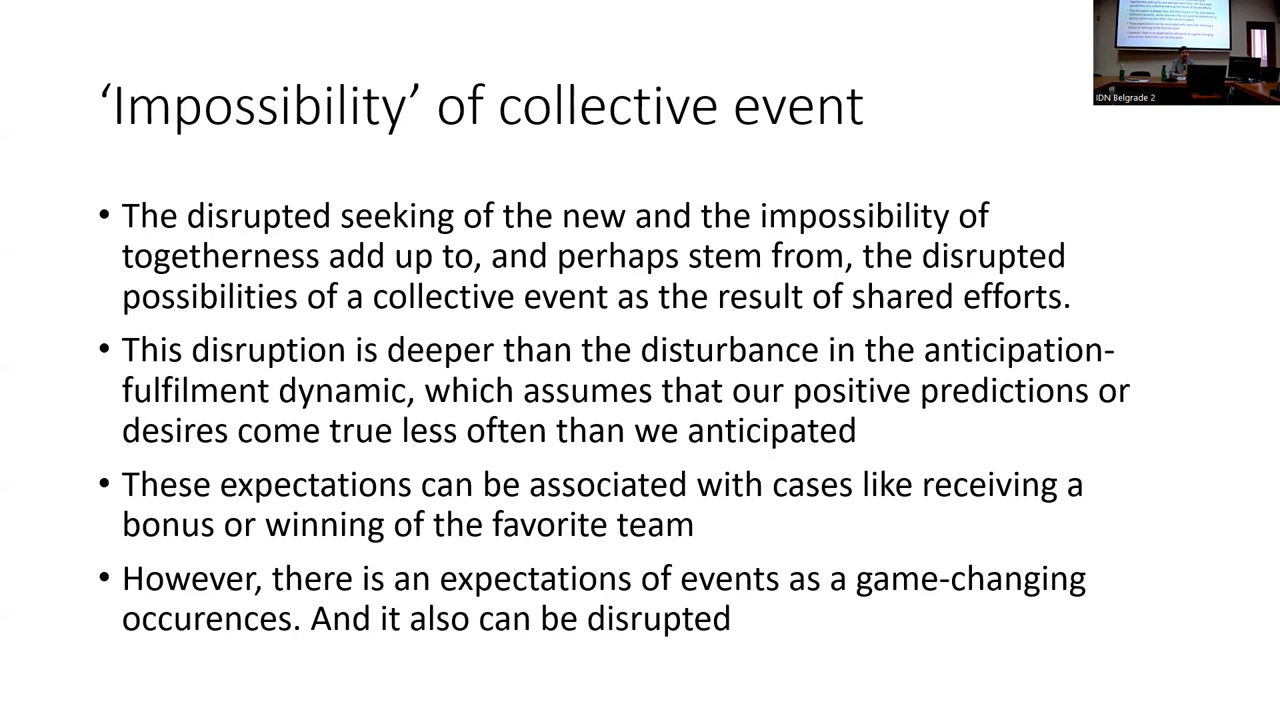 ‘Impossibility’ of collective event
• The disrupted seeking of the new and the impossibility of
togetherness add up to, and perhaps stem from, the disrupted
possibilities of a collective event as the result of shared efforts.
• This disruption is deeper than the disturbance in the anticipation-
fulfilment dynamic, which assumes that our positive predictions or
desires come true less often than we anticipated
• These expectations can be associated with cases like receiving a
bonus or winning of the favorite team
• However, there is an expectations of events as a game-changing
occurences. And it also can be disrupted
IDN Belgrade 2